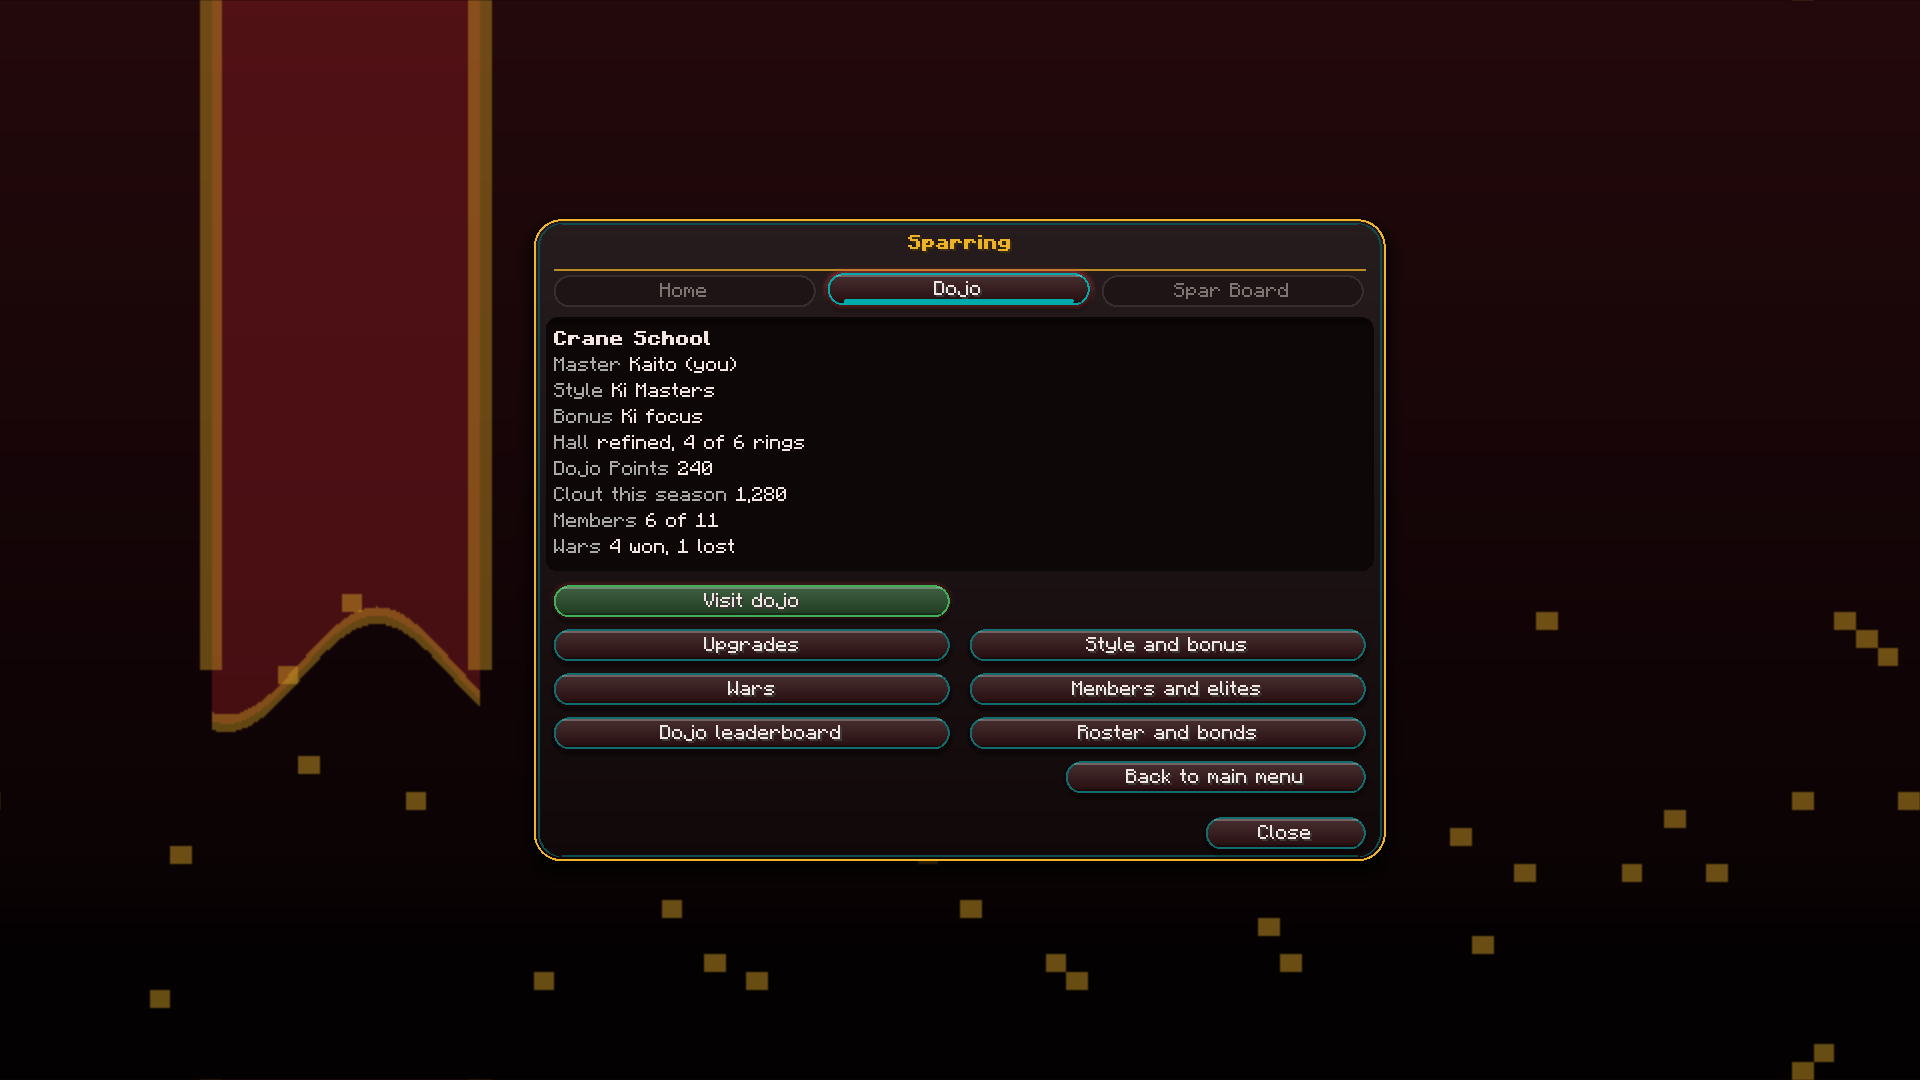 Sparring
Home
Dojo
Spar Board
Crane School
Master Kaito (you)
Style Ki Masters
Bonus Ki focus
Hall refined, 4 of 6 rings
Dojo Points 240
Clout this season 1,280
Members 6 of 11
Wars 4 won, 1 lost
Visit dojo
Upgrades
Style and bonus
Wars
Members and elites
Dojo leaderboard
Roster and bonds
Back to main menu
Close